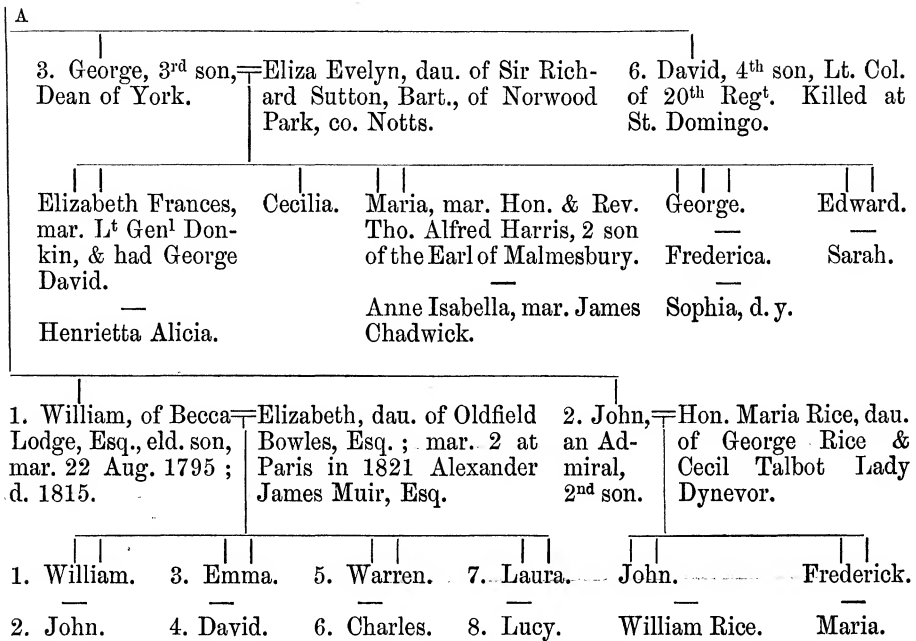 A
3. George, 3rd son,
Dean of York.
Eliza Evelyn, dau. of Sir Rich-
ard Sutton, Bart., of Norwood
Park, co. Notts.
6. David, 4th son, Lt. Col.
of 20th Regt. Killed at
St. Domingo.
Elizabeth Frances,
mar. Lt Genl Don-
kin, & had George
David.
—
Henrietta Alicia.
Cecilia.
Maria, mar. Hon. & Rev.
Tho. Alfred Harris, 2 son
of the Earl of Malmesbury.
—
Anne Isabella, mar. James
Chadwick.
George.
—
Frederica.
—
Sophia, d. y.
Edward.
—
Sarah.
1. William, of Becca
Lodge, Esq., eld. son,
mar. 22 Aug. 1795 ;
d. 1815.
Elizabeth, dau. of Oldfield
Bowles, Esq. ; mar. 2 at
Paris in 1821 Alexander
James Muir, Esq.
2. John,
an Ad-
miral,
2nd son.
Hon. Maria Rice, dau.
of George Rice &
Cecil Talbot Lady
Dynevor.
1. William.
—
2. John.
3. Emma.
—
4. David.
5. Warren.
—
6. Charles.
7. Laura.
—
8. Lucy.
John.
—
William Rice.
Frederick.
—
Maria.